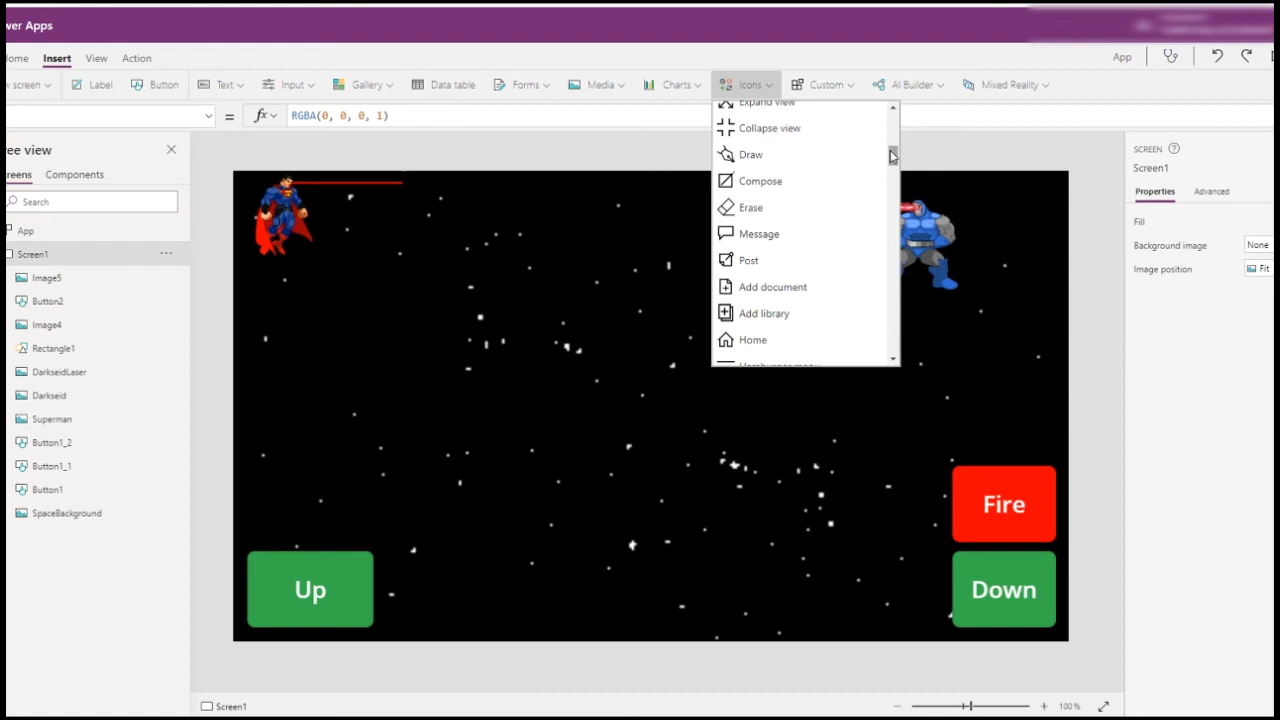 wer Apps
ome Insert View Action App
w screen Label Button Text Input Gallery Data table Forms Media Charts Icons Custom AI Builder Mixed Reality
= fx RGBA(0, 0, 0, 1)
ree view
reens Components
Search
App
Screen1
Image5
Button2
Image4
Rectangle1
DarkseidLaser
Darkseid
Superman
Button1_2
Button1_1
Button1
SpaceBackground
Expand view
Collapse view
Draw
Compose
Erase
Message
Post
Add document
Add library
Home
Hamburger menu
Fire
Up
Down
SCREEN
Screen1
Properties Advanced
Fill
Background image None
Image position Fit
Screen1 100 %